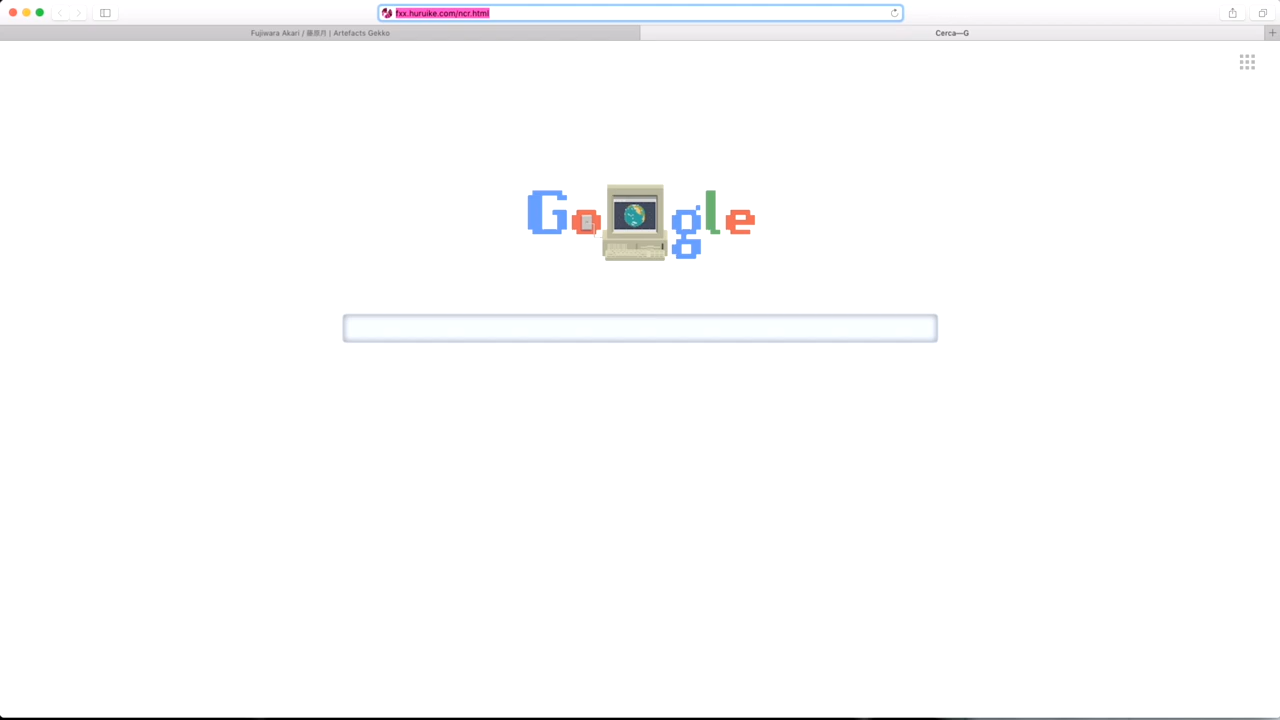 fxx.huruike.com/ncr.html
Fujiwara Akari / 藤原月 | Artefacts Gekko
Cerca—G
Google